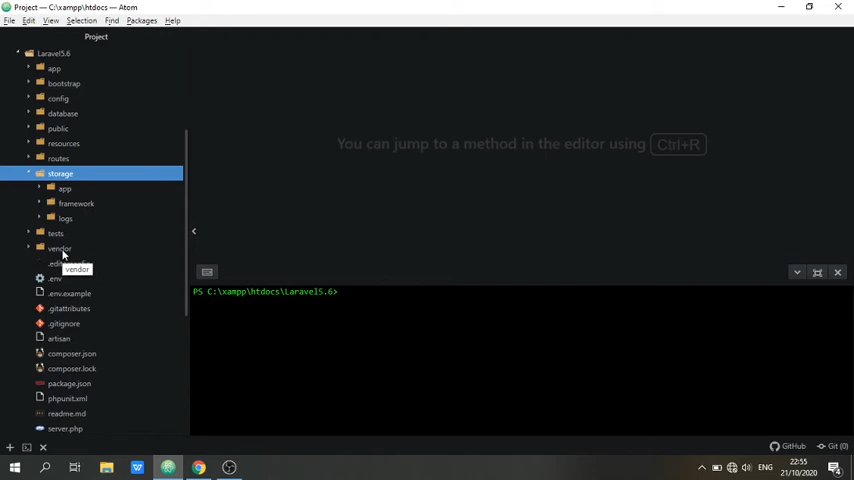 Project — C:\xampp\htdocs — Atom
File Edit View Selection Find Packages Help
Project
Laravel5.6
app
bootstrap
config
database
public
resources
routes
storage
app
framework
logs
tests
vendor
vendor
.env
.env.example
.gitattributes
.gitignore
artisan
composer.json
composer.lock
package.json
phpunit.xml
readme.md
server.php
You can jump to a method in the editor using Ctrl+R
PS C:\xampp\htdocs\Laravel5.6>
GitHub Git (0)
ENG
22:55
21/10/2020
4